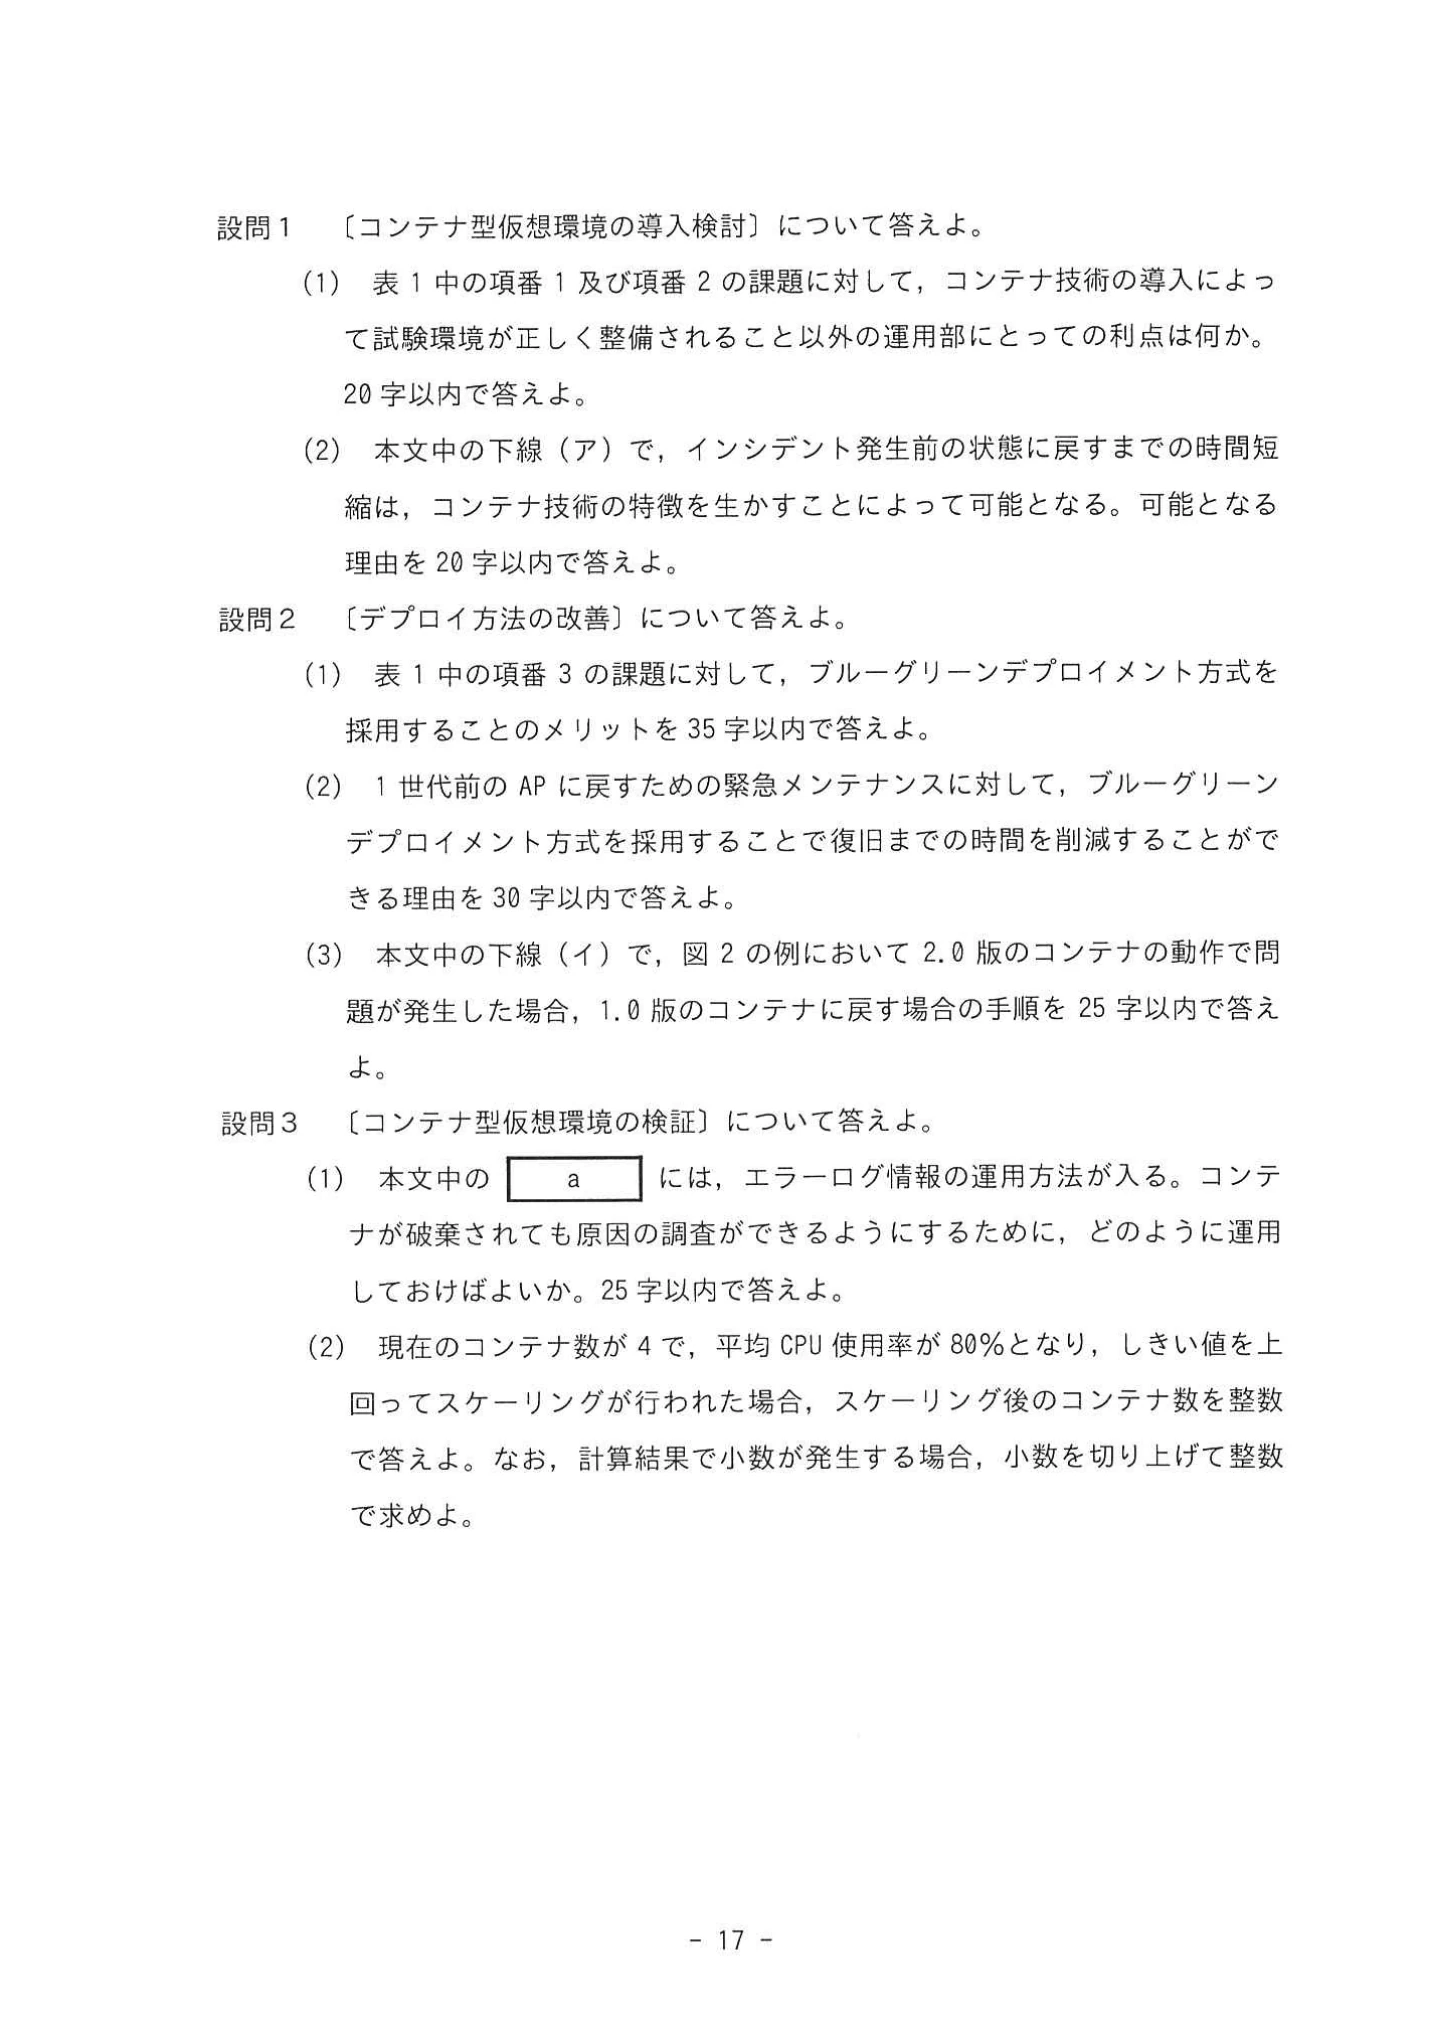 設問１　〔コンテナ型仮想環境の導入検討〕について答えよ。
(1)　表 1 中の項番 1 及び項番 2 の課題に対して，コンテナ技術の導入によっ
て試験環境が正しく整備されること以外の運用部にとっての利点は何か。
20 字以内で答えよ。
(2)　本文中の下線（ア）で，インシデント発生前の状態に戻すまでの時間短
縮は，コンテナ技術の特徴を生かすことによって可能となる。可能となる
理由を 20 字以内で答えよ。
設問２　〔デプロイ方法の改善〕について答えよ。
(1)　表 1 中の項番 3 の課題に対して，ブルーグリーンデプロイメント方式を
採用することのメリットを 35 字以内で答えよ。
(2)　1 世代前の AP に戻すための緊急メンテナンスに対して，ブルーグリーン
デプロイメント方式を採用することで復旧までの時間を削減することがで
きる理由を 30 字以内で答えよ。
(3)　本文中の下線（イ）で，図 2 の例において 2.0 版のコンテナの動作で問
題が発生した場合，1.0 版のコンテナに戻す場合の手順を 25 字以内で答え
よ。
設問３　〔コンテナ型仮想環境の検証〕について答えよ。
(1)　本文中の a には，エラーログ情報の運用方法が入る。コンテ
ナが破棄されても原因の調査ができるようにするために，どのように運用
しておけばよいか。25 字以内で答えよ。
(2)　現在のコンテナ数が 4 で，平均 CPU 使用率が 80％となり，しきい値を上
回ってスケーリングが行われた場合，スケーリング後のコンテナ数を整数
で答えよ。なお，計算結果で小数が発生する場合，小数を切り上げて整数
で求めよ。
- 17 -